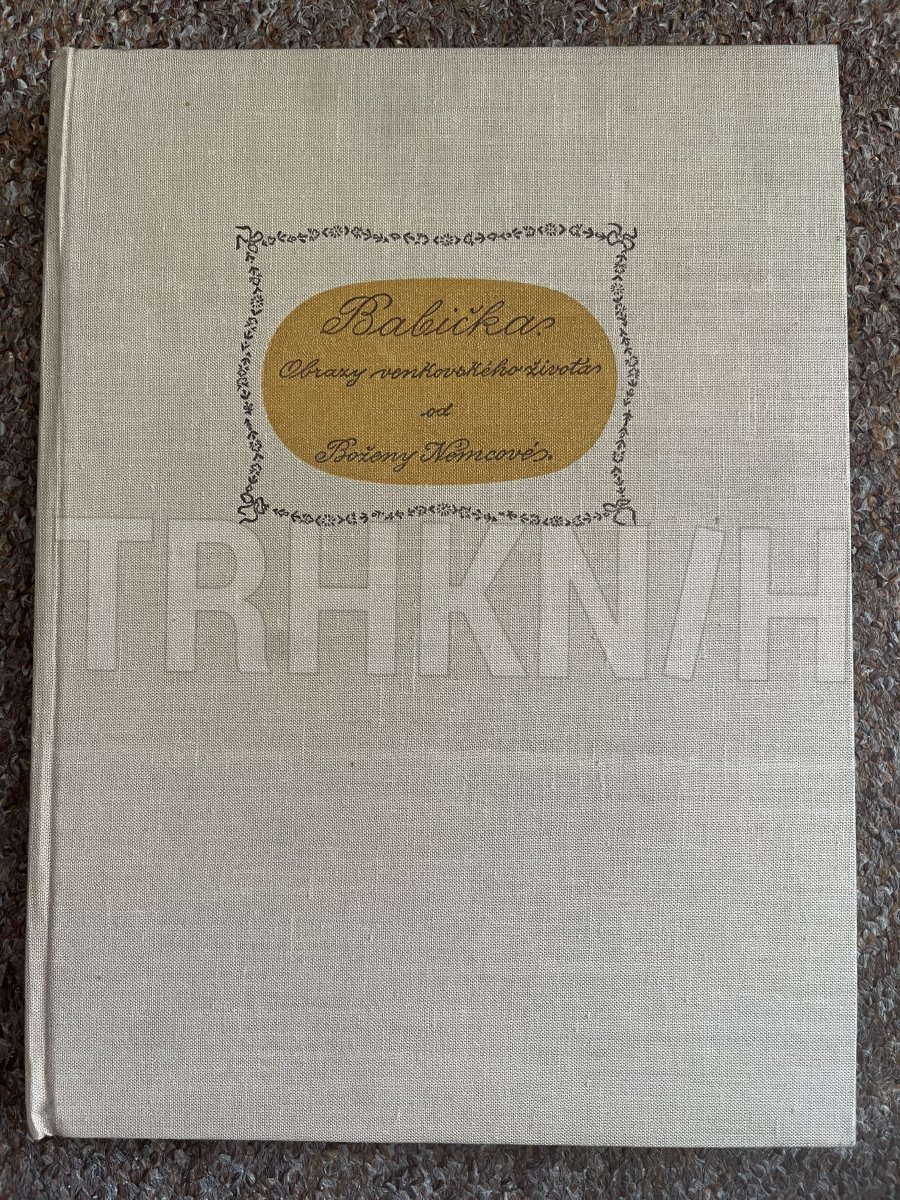 Babička
Obrazy venkovského života
od
Boženy Němcové.
TRHKNIH